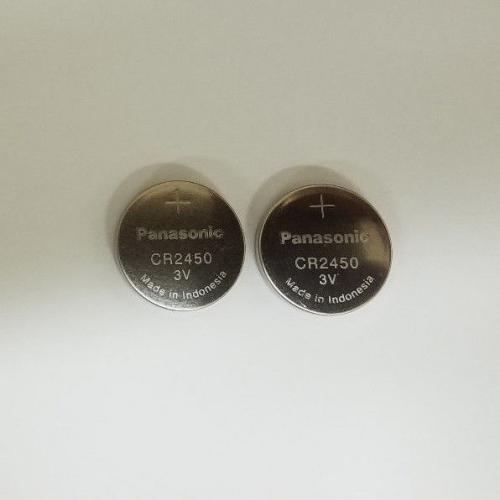 +
Panasonic
CR2450
3V
Made in Indonesia
+
Panasonic
CR2450
3V
Made in Indonesia